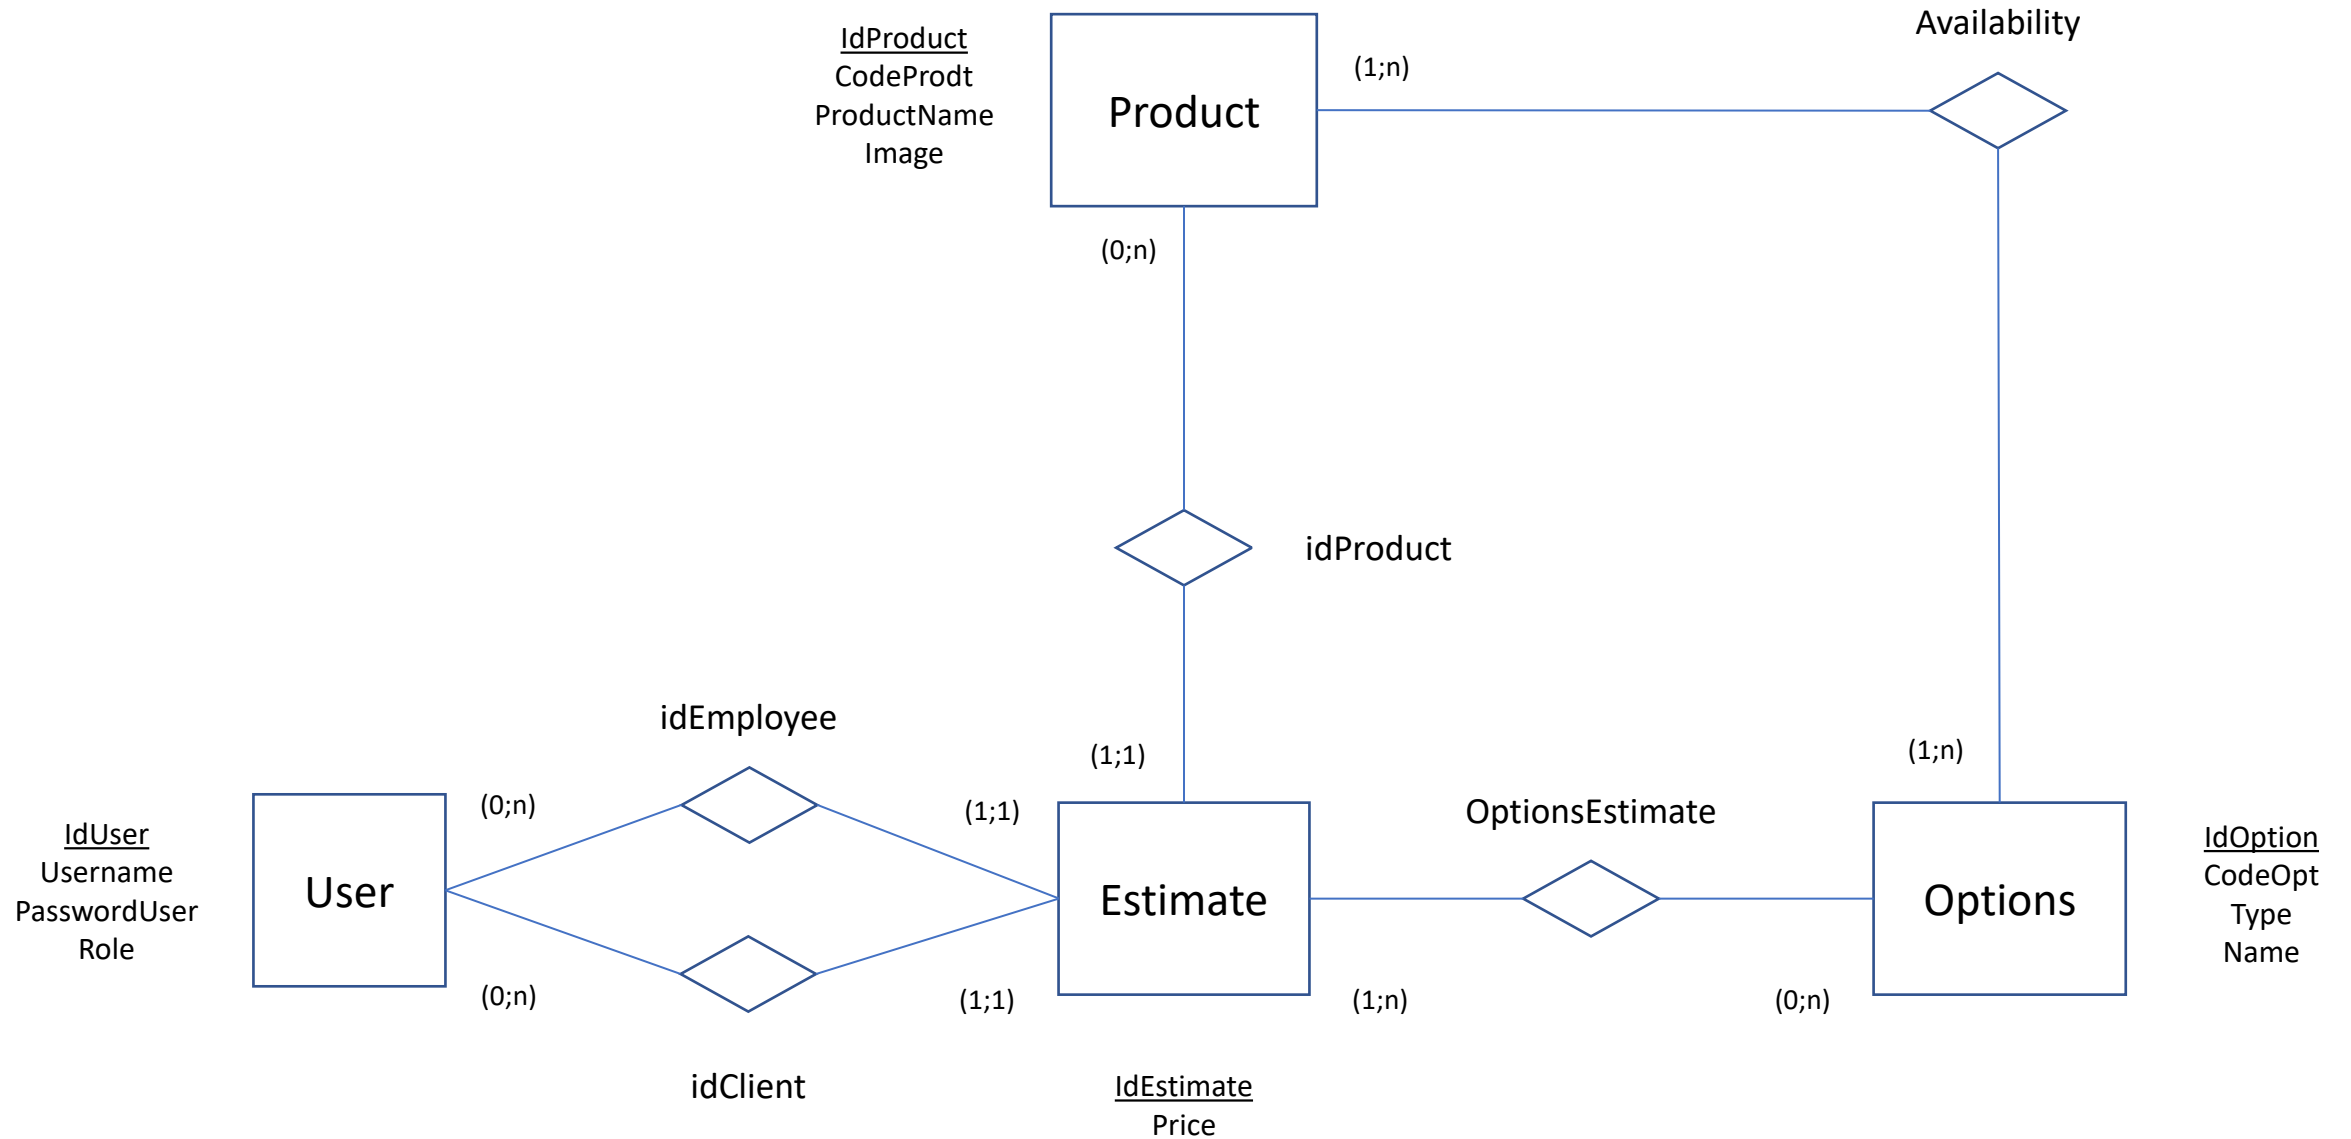 Availability
IdProduct
CodeProdt
ProductName
Image
Product
(1;n)
(0;n)
idProduct
idEmployee
(1;1)
(1;n)
(0;n)
(1;1)
OptionsEstimate
IdUser
Username
PasswordUser
Role
User
Estimate
Options
IdOption
CodeOpt
Type
Name
(0;n)
(1;1)
(1;n)
(0;n)
idClient
IdEstimate
Price